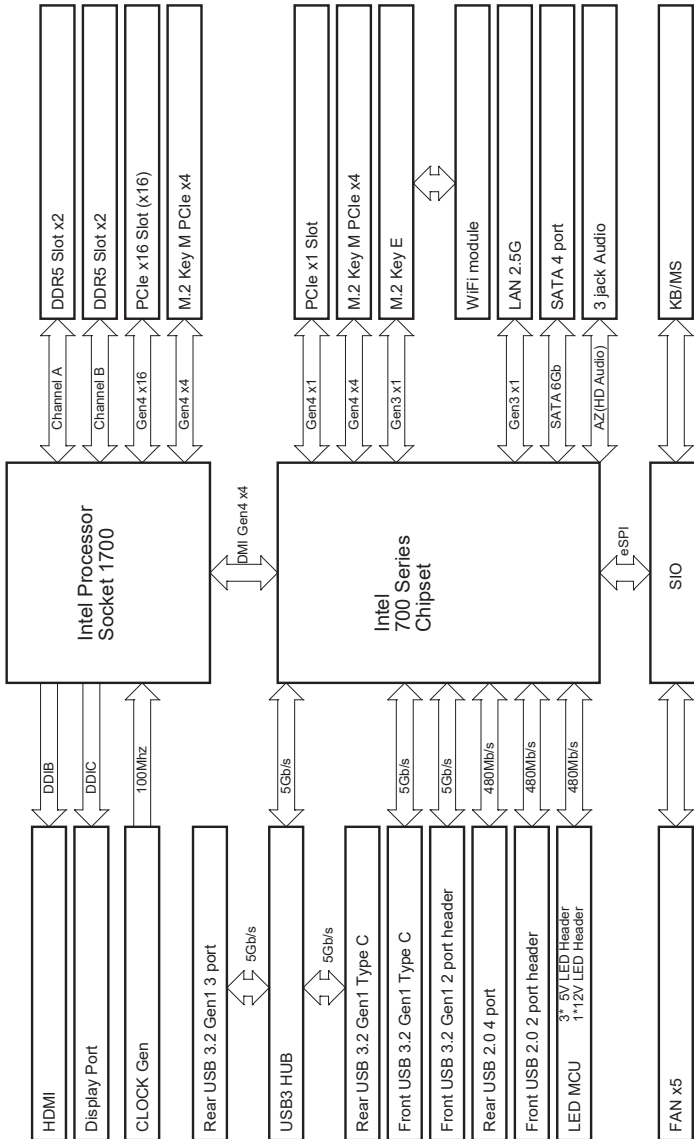 DDR5 Slot x2
DDR5 Slot x2
PCIe x16 Slot (x16)
M.2 Key M PCIe x4
PCIe x1 Slot
M.2 Key M PCIe x4
M.2 Key E
WiFi module
LAN 2.5G
SATA 4 port
3 jack Audio
KB/MS
Channel A
Channel B
Gen4 x16
Gen4 x4
Gen4 x1
Gen4 x4
Gen3 x1
Gen3 x1
SATA 6Gb
AZ(HD Audio)
Intel Processor
Socket 1700
DMI Gen4 x4
Intel
700 Series
Chipset
eSPI
SIO
DDIB
DDIC
100Mhz
5Gb/s
5Gb/s
5Gb/s
480Mb/s
480Mb/s
480Mb/s
HDMI
Display Port
CLOCK Gen
Rear USB 3.2 Gen1 3 port
5Gb/s
USB3 HUB
5Gb/s
Rear USB 3.2 Gen1 Type C
Front USB 3.2 Gen1 Type C
Front USB 3.2 Gen1 2 port header
Rear USB 2.0 4 port
Front USB 2.0 2 port header
LED MCU
3* 5V LED Header
1*12V LED Header
FAN x5